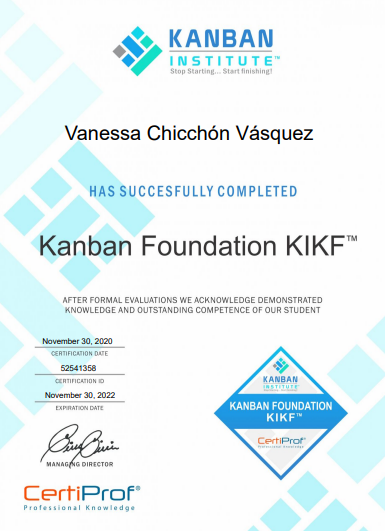 KANBAN
INSTITUTE™
Stop Starting... Start finishing!
Vanessa Chicchón Vásquez
HAS SUCCESFULLY COMPLETED
Kanban Foundation KIKF™
AFTER FORMAL EVALUATIONS WE ACKNOWLEDGE DEMONSTRATED
KNOWLEDGE AND OUTSTANDING COMPETENCE OF OUR STUDENT
November 30, 2020
CERTIFICATION DATE
52541358
CERTIFICATION ID
November 30, 2022
EXPIRATION DATE
MANAGING DIRECTOR
CertiProf®
Professional Knowledge
KANBAN
INSTITUTE™
KANBAN FOUNDATION
KIKF™
CertiProf®
Professional Knowledge